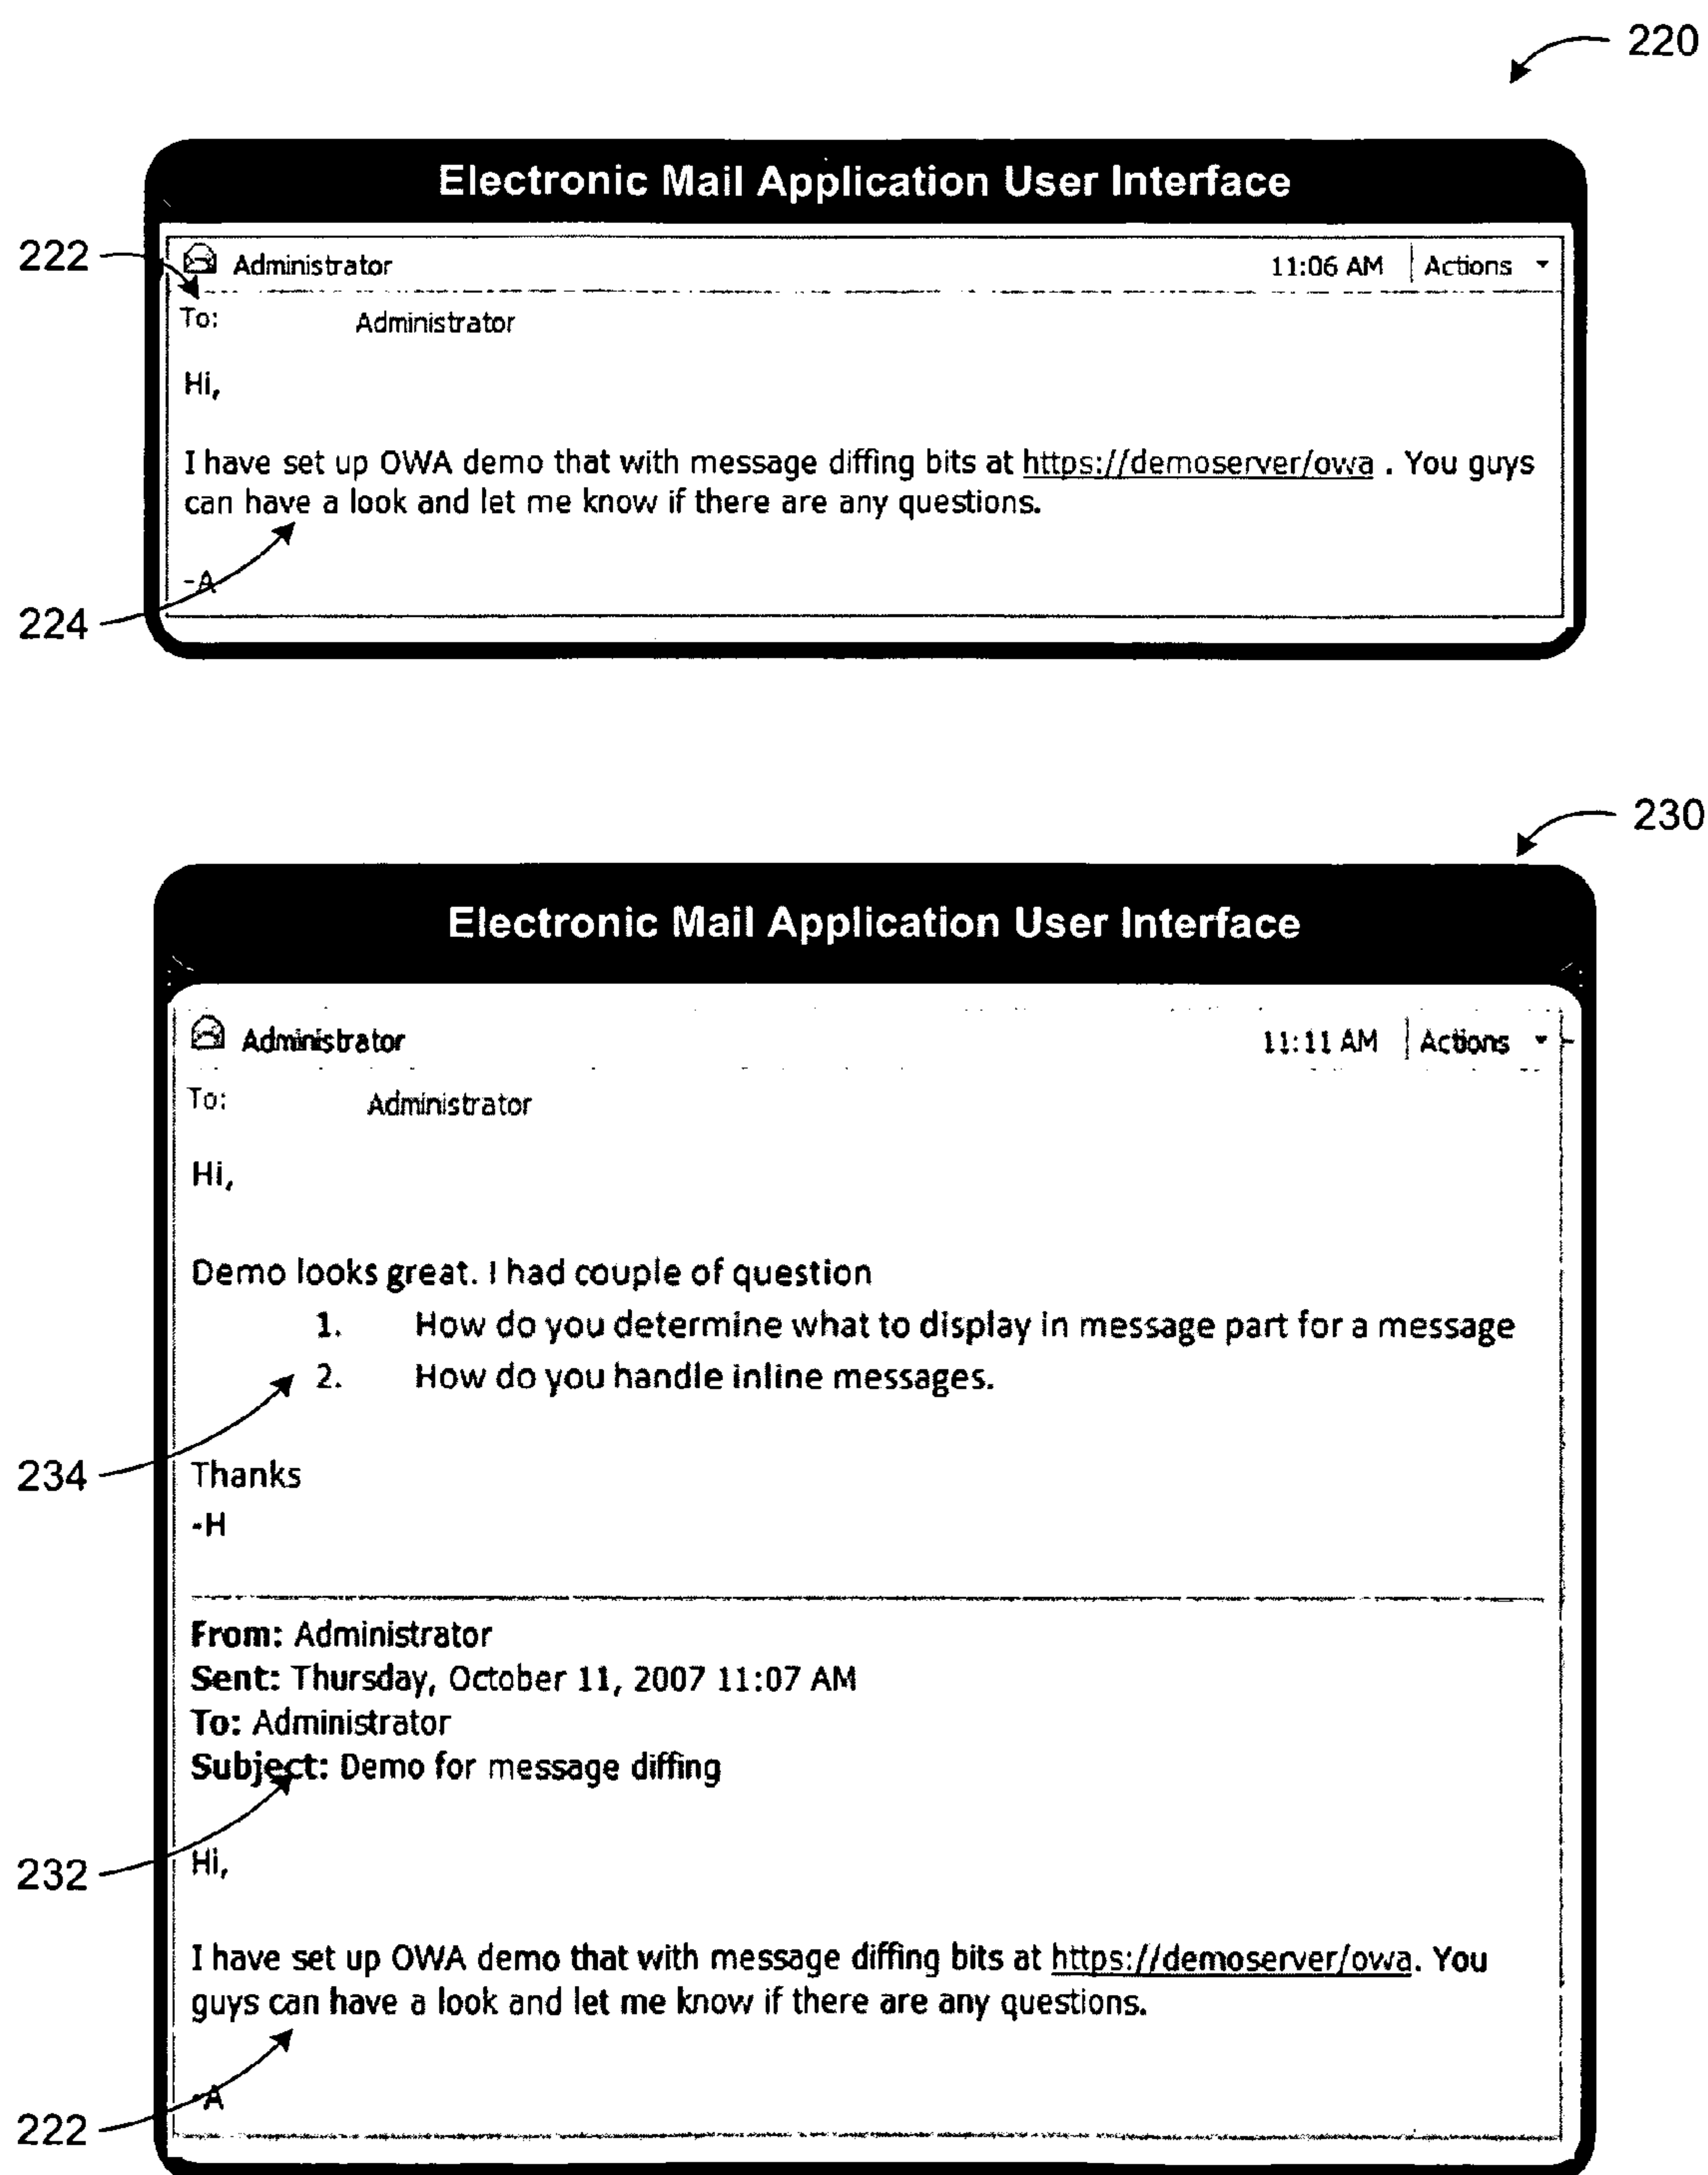 220
Electronic Mail Application User Interface
222
Administrator 11:06 AM Actions
To: Administrator
Hi,
I have set up OWA demo that with message diffing bits at https://demoserver/owa . You guys
can have a look and let me know if there are any questions.
-A
224
230
Electronic Mail Application User Interface
Administrator 11:11 AM Actions
To: Administrator
Hi,
Demo looks great. I had couple of question
1. How do you determine what to display in message part for a message
2. How do you handle inline messages.
234
Thanks
-H
From: Administrator
Sent: Thursday, October 11, 2007 11:07 AM
To: Administrator
Subject: Demo for message diffing
232
Hi,
I have set up OWA demo that with message diffing bits at https://demoserver/owa. You
guys can have a look and let me know if there are any questions.
-A
222